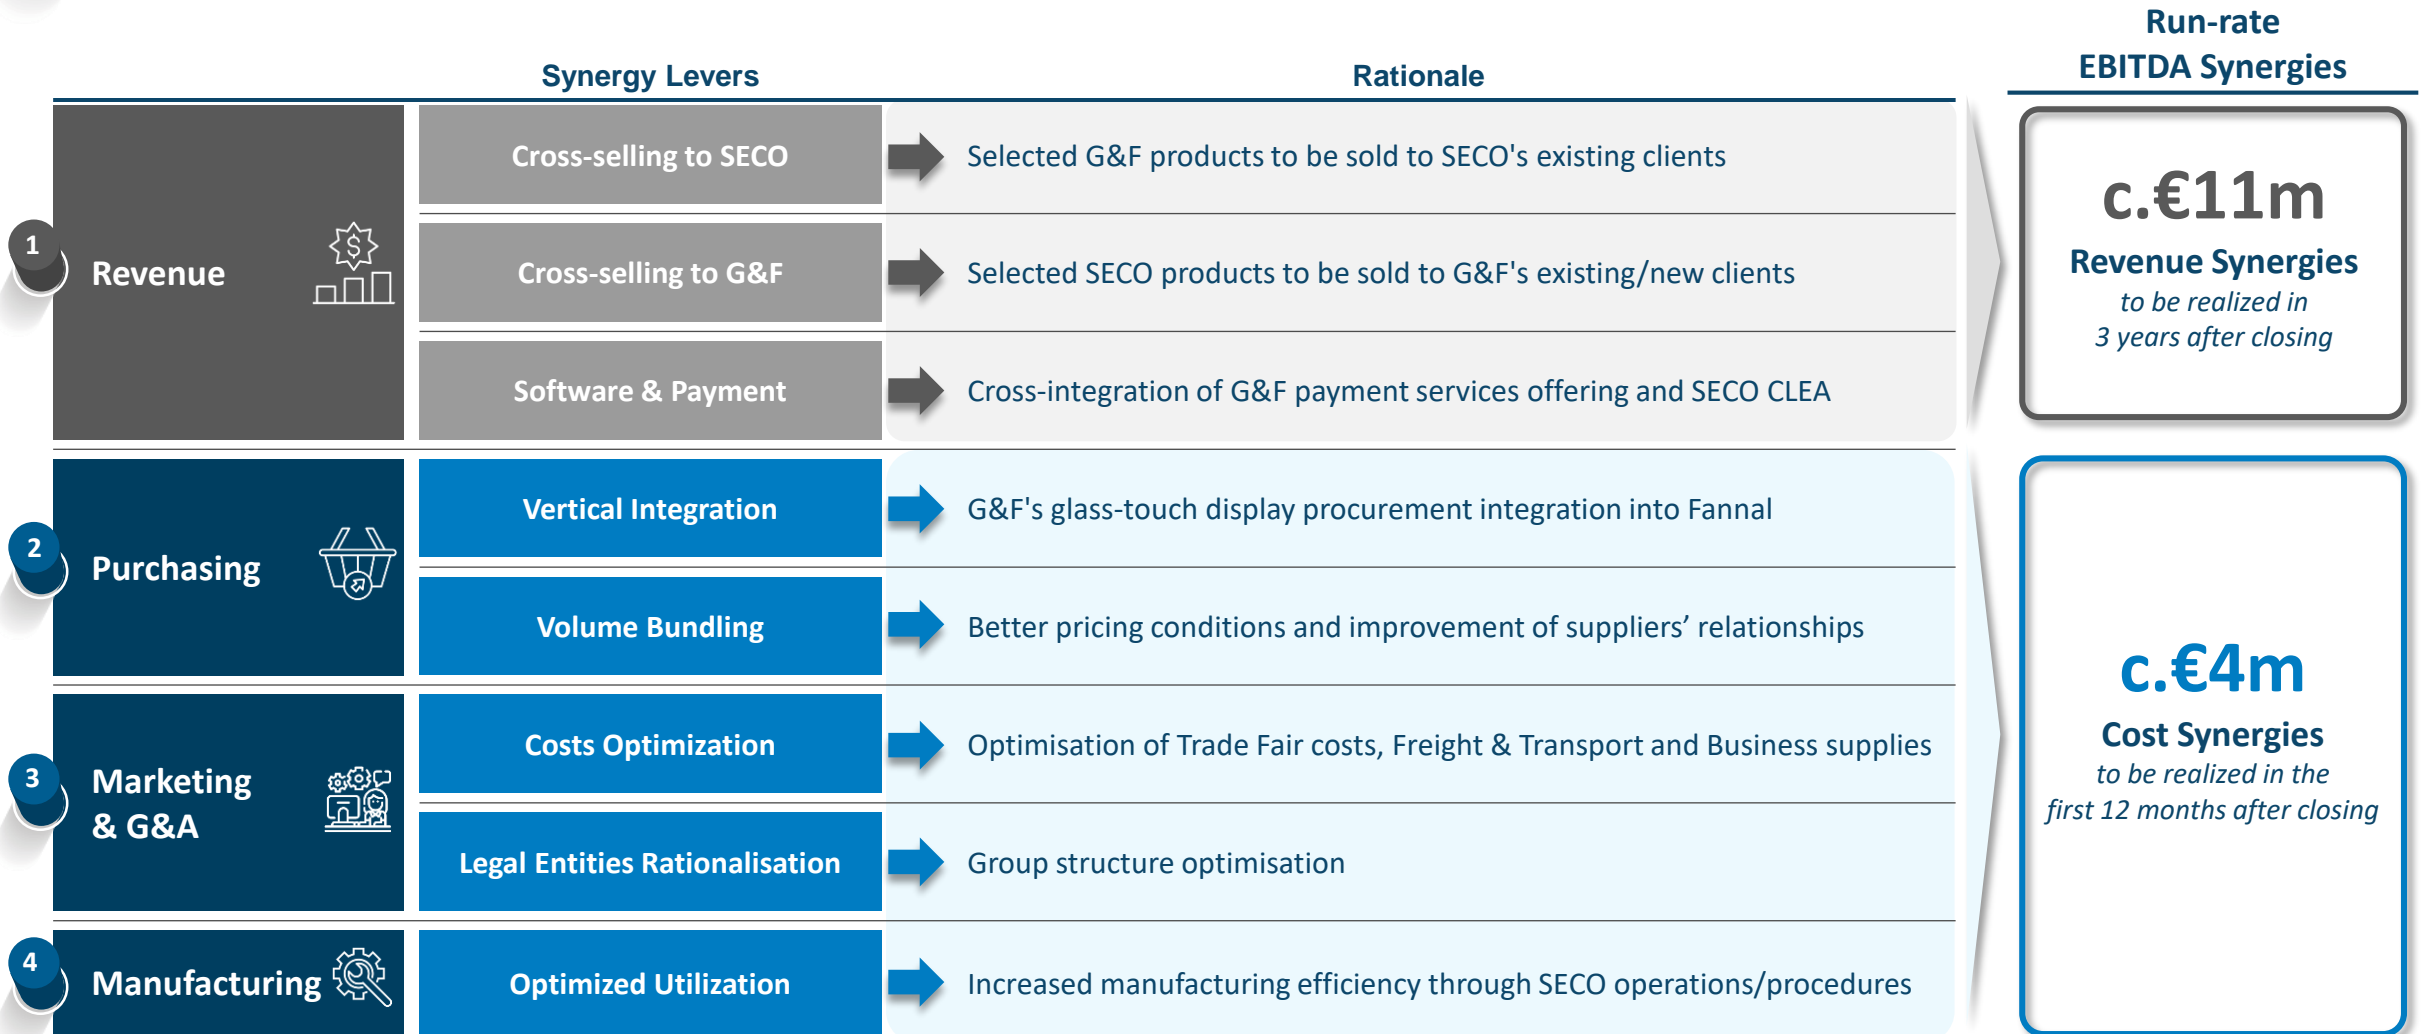 Run-rate
EBITDA Synergies
Synergy Levers
Rationale
1
Revenue
$
Cross-selling to SECO
Selected G&F products to be sold to SECO's existing clients
Cross-selling to G&F
Selected SECO products to be sold to G&F's existing/new clients
Software & Payment
Cross-integration of G&F payment services offering and SECO CLEA
c.€11m
Revenue Synergies
to be realized in
3 years after closing
2
Purchasing
Vertical Integration
G&F's glass-touch display procurement integration into Fannal
Volume Bundling
Better pricing conditions and improvement of suppliers’ relationships
3
Marketing
& G&A
Costs Optimization
Optimisation of Trade Fair costs, Freight & Transport and Business supplies
Legal Entities Rationalisation
Group structure optimisation
4
Manufacturing
Optimized Utilization
Increased manufacturing efficiency through SECO operations/procedures
c.€4m
Cost Synergies
to be realized in the
first 12 months after closing